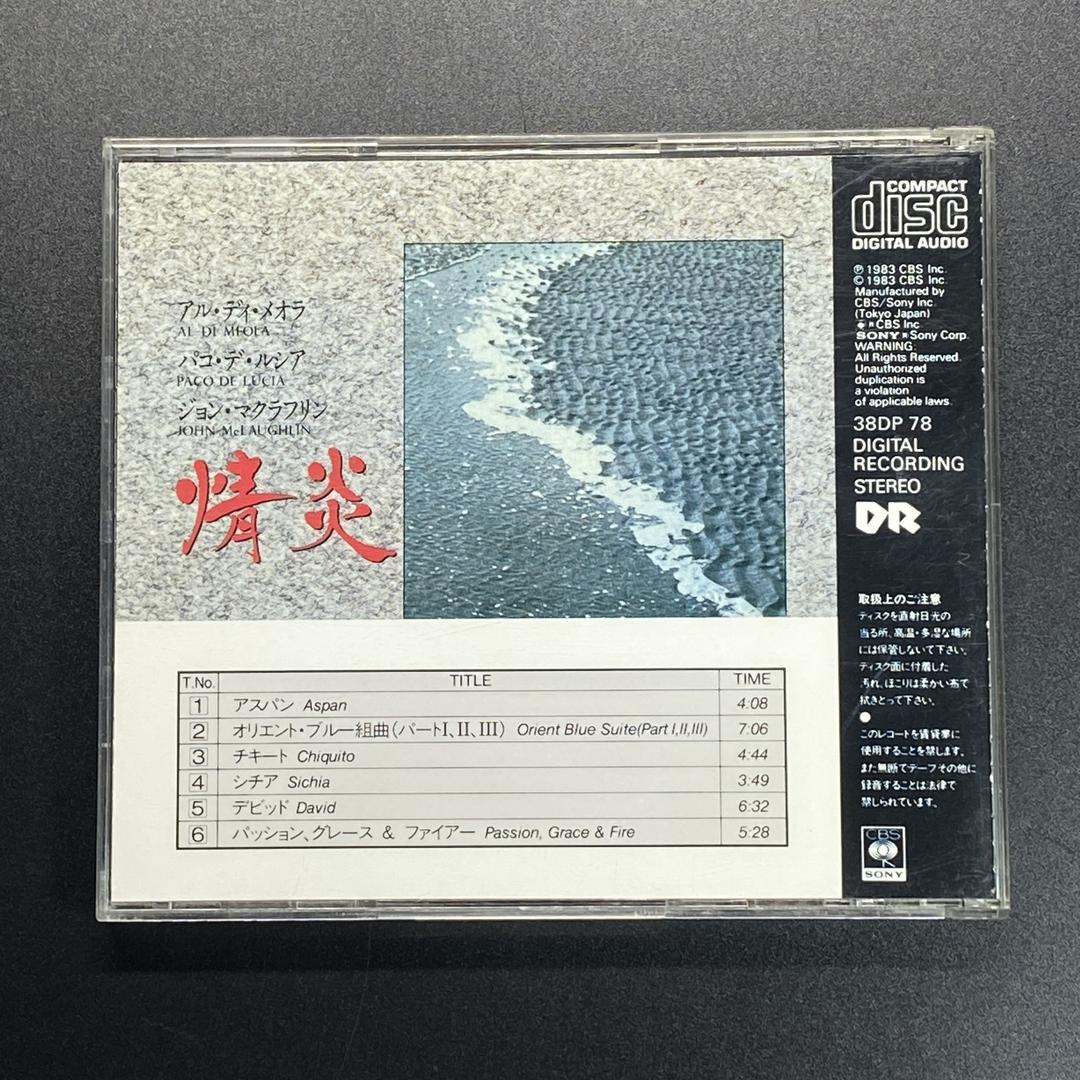 アル・ディ・メオラ
AL DI MEOLA
パコ・デ・ルシア
PACO DE LUCIA
ジョン・マクラフリン
JOHN McLAUGHLIN
情炎
T.No. TITLE TIME
1 アスパン Aspan 4:08
2 オリエント・ブルー組曲(パートI、II、III) Orient Blue Suite(Part I,II,III) 7:06
3 チキート Chiquito 4:44
4 シチア Sichia 3:49
5 デビッド David 6:32
6 パッション、グレース & ファイアー Passion, Grace & Fire 5:28
COMPACT
disc
DIGITAL AUDIO
℗ 1983 CBS Inc.
© 1983 CBS Inc.
Manufactured by
CBS/Sony Inc.
(Tokyo Japan)
CBS Inc
SONY Sony Corp.
WARNING:
All Rights Reserved.
Unauthorized
duplication is
a violation
of applicable laws.
38DP 78
DIGITAL
RECORDING
STEREO
DR
取扱上のご注意
ディスクを直射日光の
当る所、高温・多湿な場所
には保管しないで下さい。
ディスク面に付着した
汚れ、ほこりは柔かい布で
拭きとって下さい。
このレコードを賃貸業に
使用することを禁します。
また無断でテープその他に
録音することは法律で
禁じられています。
CBS
SONY